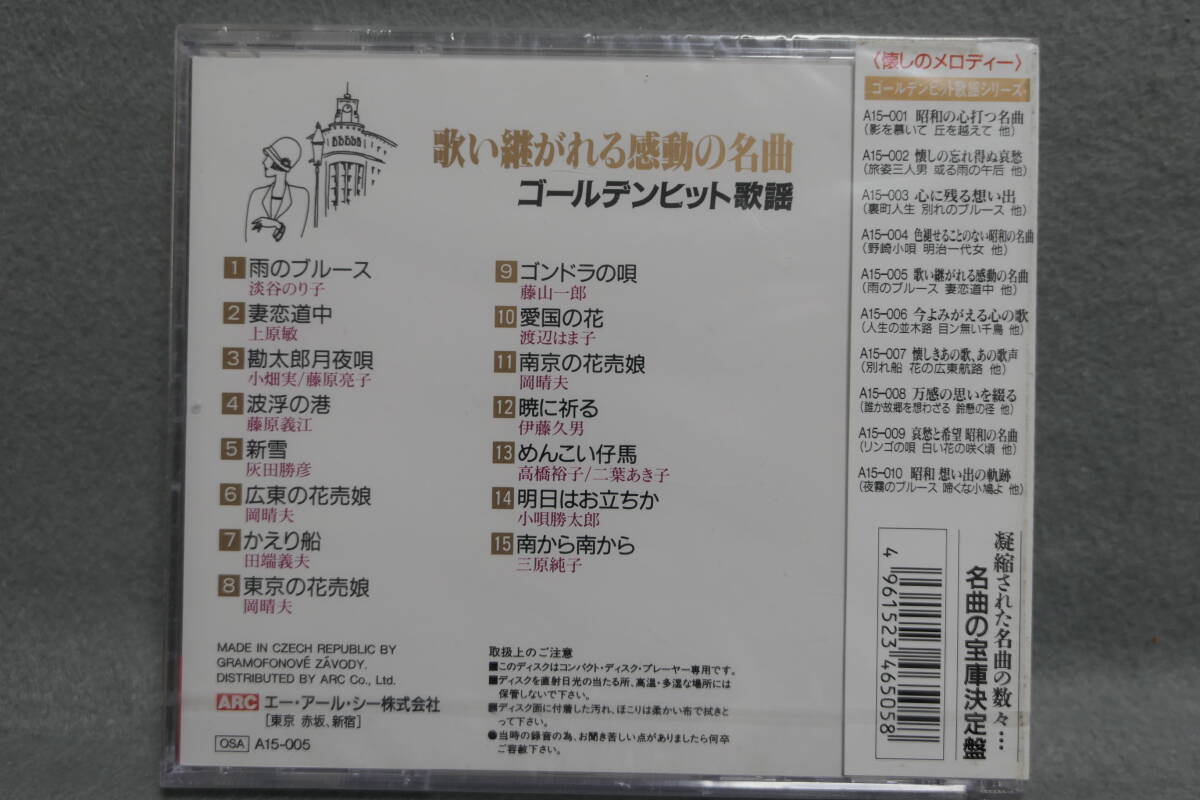 歌い継がれる感動の名曲
ゴールデンヒット歌謡
1 雨のブルース
淡谷のり子
2 妻恋道中
上原敏
3 勘太郎月夜唄
小畑実/藤原亮子
4 波浮の港
藤原義江
5 新雪
灰田勝彦
6 広東の花売娘
岡晴夫
7 かえり船
田端義夫
8 東京の花売娘
岡晴夫
9 ゴンドラの唄
藤山一郎
10 愛国の花
渡辺はま子
11 南京の花売娘
岡晴夫
12 暁に祈る
伊藤久男
13 めんこい仔馬
高橋裕子/二葉あき子
14 明日はお立ちか
小唄勝太郎
15 南から南から
三原純子
MADE IN CZECH REPUBLIC BY
GRAMOFONOVÉ ZÁVODY.
DISTRIBUTED BY ARC Co., Ltd.
ARC エー・アール・シー株式会社
[東京 赤坂、新宿]
OSA A15-005
取扱上のご注意
■このディスクはコンパクト・ディスク・プレーヤー専用です。
■ディスクを直射日光の当たる所、高温・多湿な場所には
保管しないで下さい。
■ディスク面に付着した汚れ、ほこりは柔かい布で拭きと
って下さい。
●当時の録音の為、お聞き苦しい点がありましたら何卒
ご容赦下さい。
〈懐しのメロディー〉
ゴールデンヒット歌謡シリーズ
A15-001 昭和の心打つ名曲
(影を慕いて 丘を越えて 他)
A15-002 懐しの忘れ得ぬ哀愁
(旅姿三人男 或る雨の午后 他)
A15-003 心に残る想い出
(裏町人生 別れのブルース 他)
A15-004 色褪せることのない昭和の名曲
(野崎小唄 明治一代女 他)
A15-005 歌い継がれる感動の名曲
(雨のブルース 妻恋道中 他)
A15-006 今よみがえる心の歌
(人生の並木路 目ン無い千鳥 他)
A15-007 懐しきあの歌、あの歌声
(別れ船 花の広東航路 他)
A15-008 万感の思いを綴る
(誰か故郷を想わざる 鈴懸の径 他)
A15-009 哀愁と希望 昭和の名曲
(リンゴの唄 白い花の咲く頃 他)
A15-010 昭和 想い出の軌跡
(夜霧のブルース 啼くな小鳩よ 他)
凝縮された名曲の数々…
名曲の宝庫決定盤
4 961523 465058